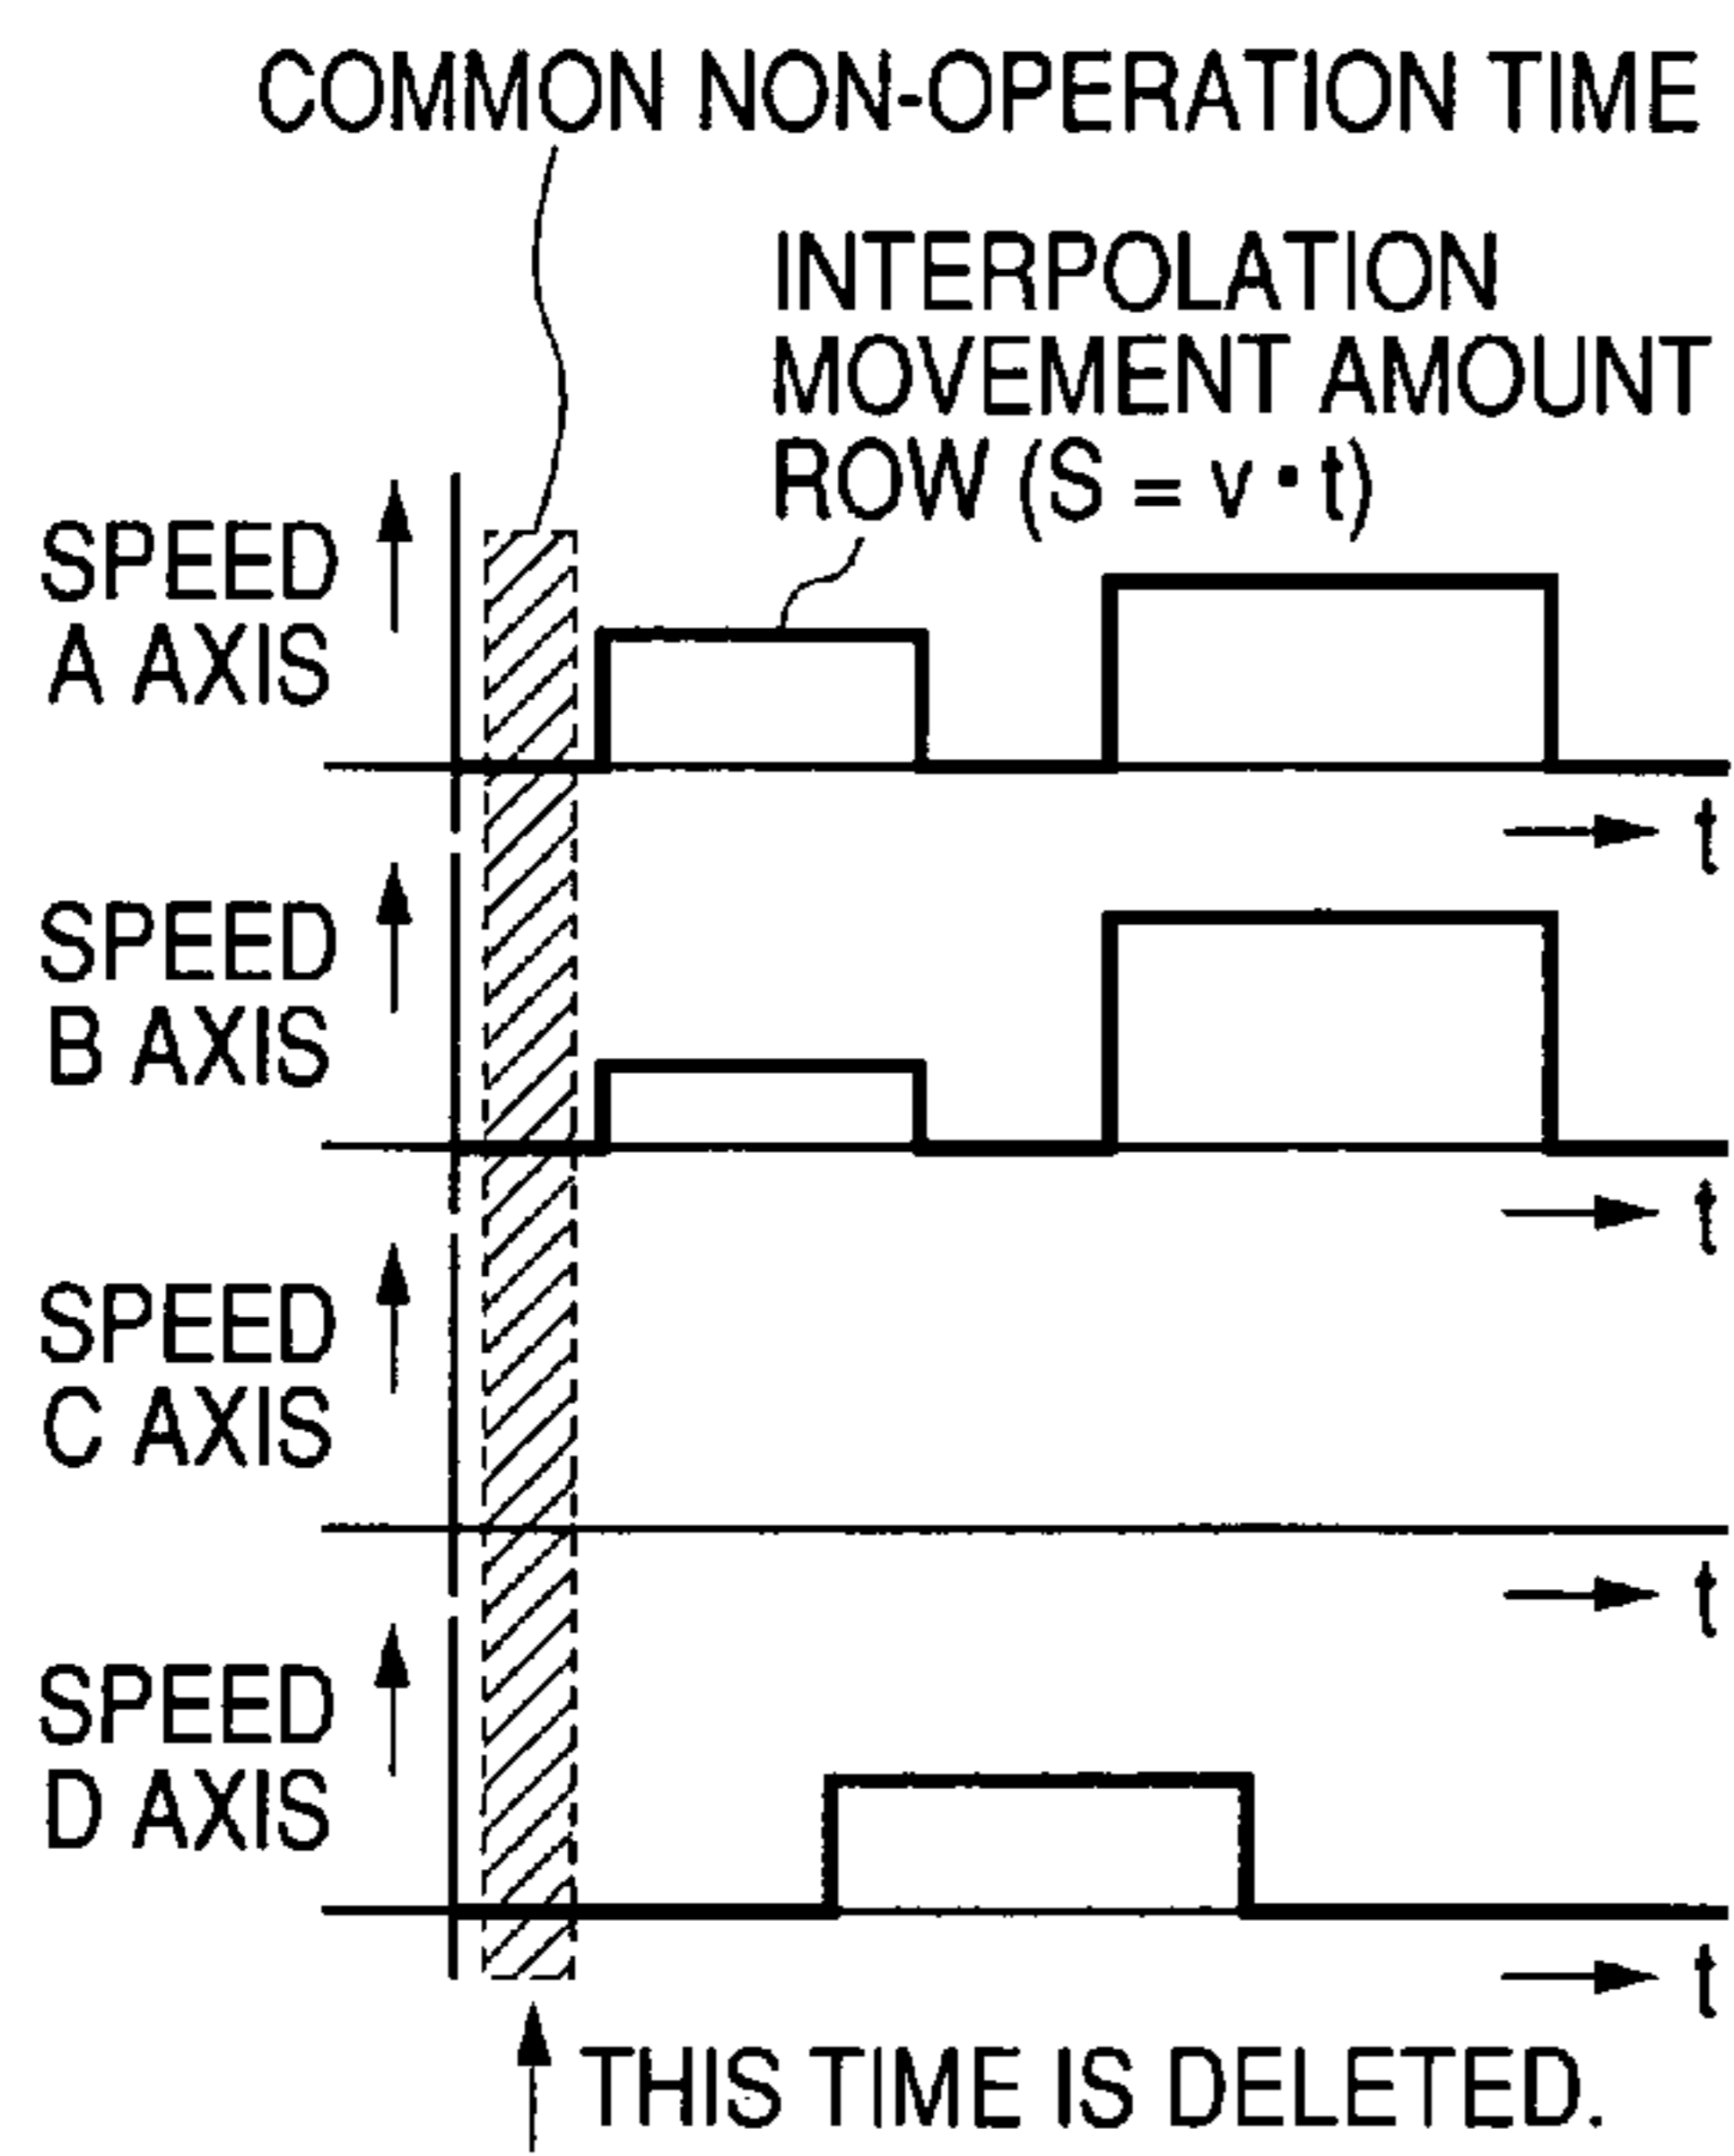 COMMON NON-OPERATION TIME
INTERPOLATION
MOVEMENT AMOUNT
ROW (S = v・t)
SPEED
A AXIS
t
SPEED
B AXIS
t
SPEED
C AXIS
t
SPEED
D AXIS
t
THIS TIME IS DELETED.